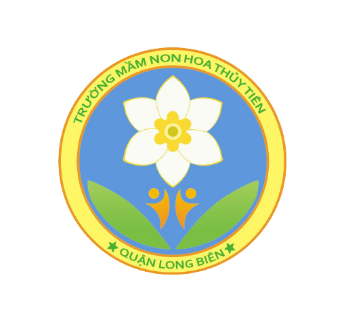 TRƯỜNG MẦM NON HOA THỦY TIÊN
QUẬN LONG BIÊN